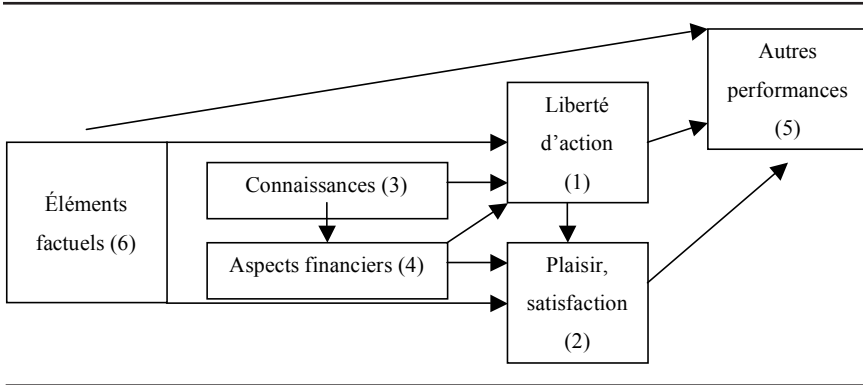 Autres
performances
(5)
Liberté
d’action
(1)
Connaissances (3)
Éléments
factuels (6)
Aspects financiers (4)
Plaisir,
satisfaction
(2)